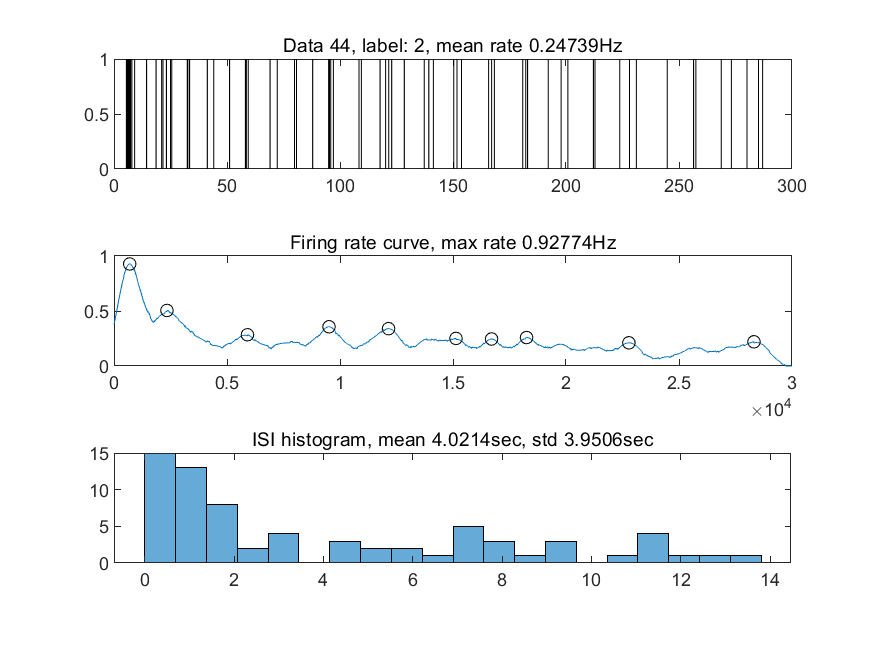 Data 44, label: 2, mean rate 0.24739Hz
1
0.5
0
0 50 100 150 200 250 300
Firing rate curve, max rate 0.92774Hz
1
0.5
0
0 0.5 1 1.5 2 2.5 3
×10⁴
ISI histogram, mean 4.0214sec, std 3.9506sec
15
10
5
0
0 2 4 6 8 10 12 14